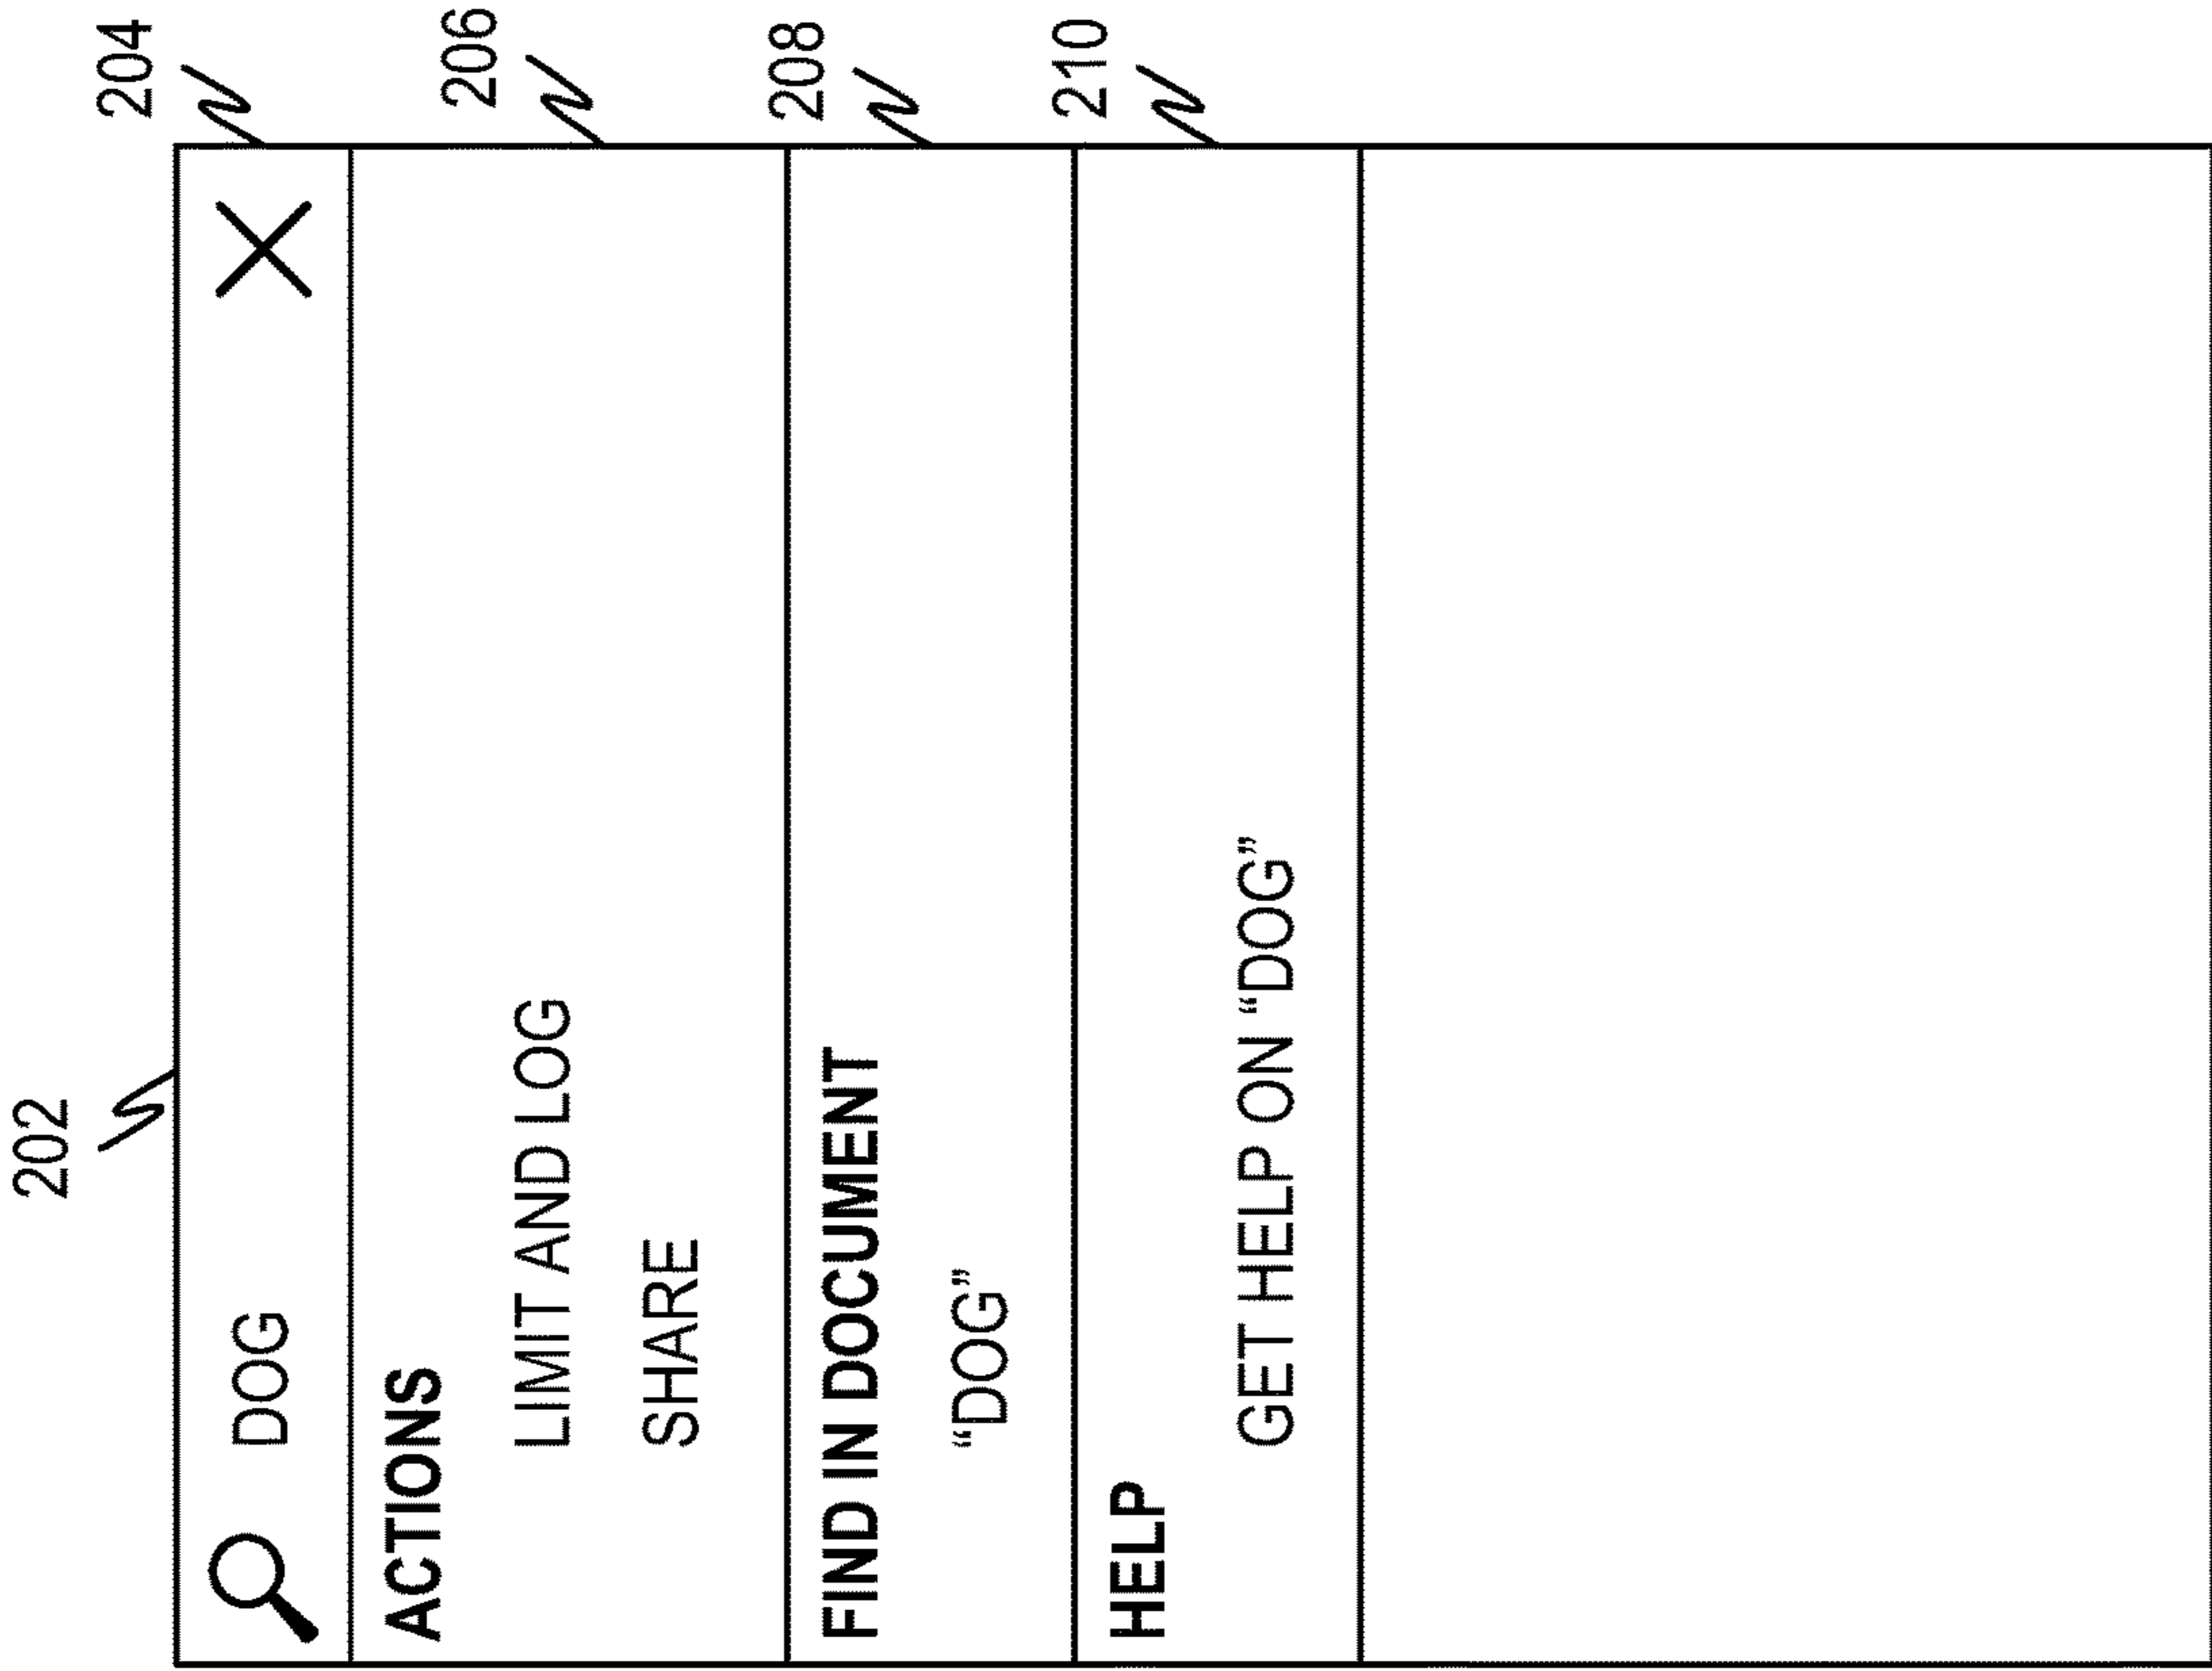 202
DOG
204
ACTIONS
206
LIMIT AND LOG
SHARE
FIND IN DOCUMENT
208
“DOG”
HELP
210
GET HELP ON “DOG”